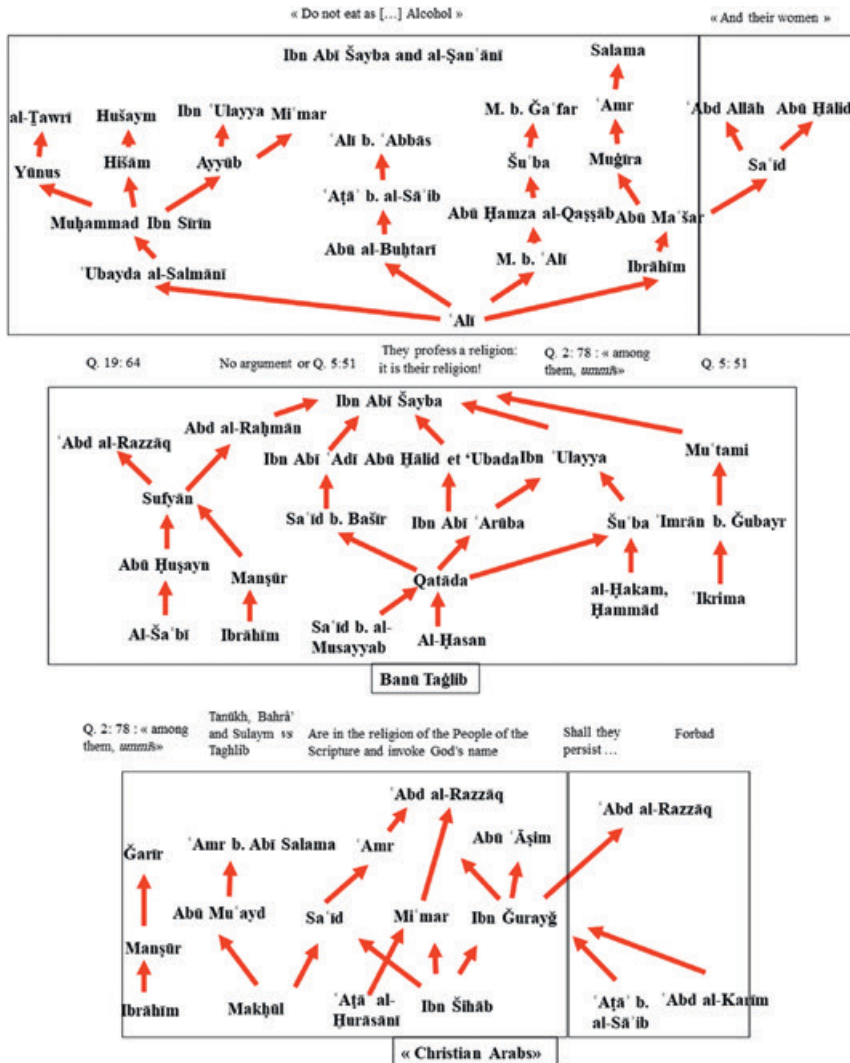 « Do not eat as […] Alcohol »
« And their women »
Ibn Abī Šayba and al-Ṣanʿānī
Salama
al-Ṯawrī
Hušaym
Ibn ʿUlayya
Miʿmar
M. b. Ǧaʿfar
ʿAmr
ʿAbd Allāh
Abū Ḫālid
ʿAlī b. ʿAbbās
Yūnus
Hišām
Ayyūb
Šuʿba
Muġīra
Saʿīd
ʿAṭāʾ b. al-Sāʾib
Muḥammad Ibn Sīrīn
Abū Ḥamza al-Qaṣṣāb
Abū Maʿšar
Abū al-Buḫtarī
ʿUbayda al-Salmānī
M. b. ʿAlī
Ibrāhīm
ʿAlī
Q. 19: 64
No argument or Q. 5:51
They profess a religion:
it is their religion!
Q. 2: 78 : « among
them, ummīs»
Q. 5: 51
Ibn Abī Šayba
ʿAbd al-Razzāq
Abd al-Raḥmān
Ibn Abī ʿAdī
Abū Ḫālid et ʿUbada
Ibn ʿUlayya
Muʿtami
Sufyān
Saʿīd b. Bašīr
Ibn Abī ʿArūba
Šuʿba
ʿImrān b. Ǧubayr
Abū Ḥuṣayn
Manṣūr
Qatāda
al-Ḥakam,
Ḥammād
ʿIkrima
Al-Šaʿbī
Ibrāhīm
Saʿīd b. al-
Musayyab
Al-Ḥasan
Banū Taġlib
Q. 2: 78 : « among
them, ummīs»
Tanūkh, Bahrāʾ
and Sulaym vs
Taghlib
Are in the religion of the People of the
Scripture and invoke God’s name
Shall they
persist …
Forbad
ʿAbd al-Razzāq
ʿAbd al-Razzāq
Ǧarīr
ʿAmr b. Abī Salama
ʿAmr
Abū ʿĀṣim
Abū Muʿayd
Saʿīd
Miʿmar
Ibn Ǧurayǧ
Manṣūr
Ibrāhīm
Makḥūl
ʿAṭāʾ al-
Ḫurāsānī
Ibn Šihāb
ʿAṭāʾ b.
al-Sāʾib
ʿAbd al-Karīm
« Christian Arabs»